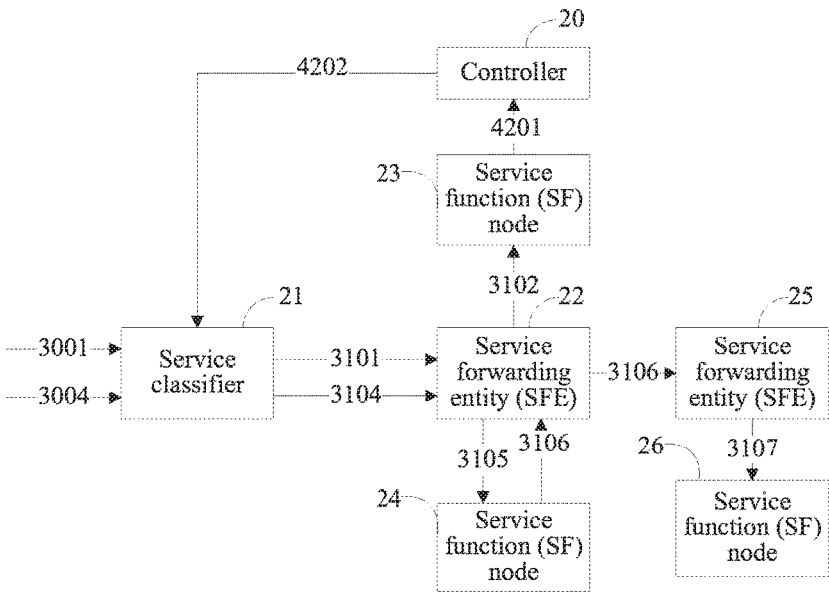 20
4202
Controller
4201
23
Service
function (SF)
node
3102
21
22
25
3001
3004
Service
classifier
3101
3104
Service
forwarding
entity (SFE)
3106
Service
forwarding
entity (SFE)
3105
3106
3107
24
26
Service
function (SF)
node
Service
function (SF)
node